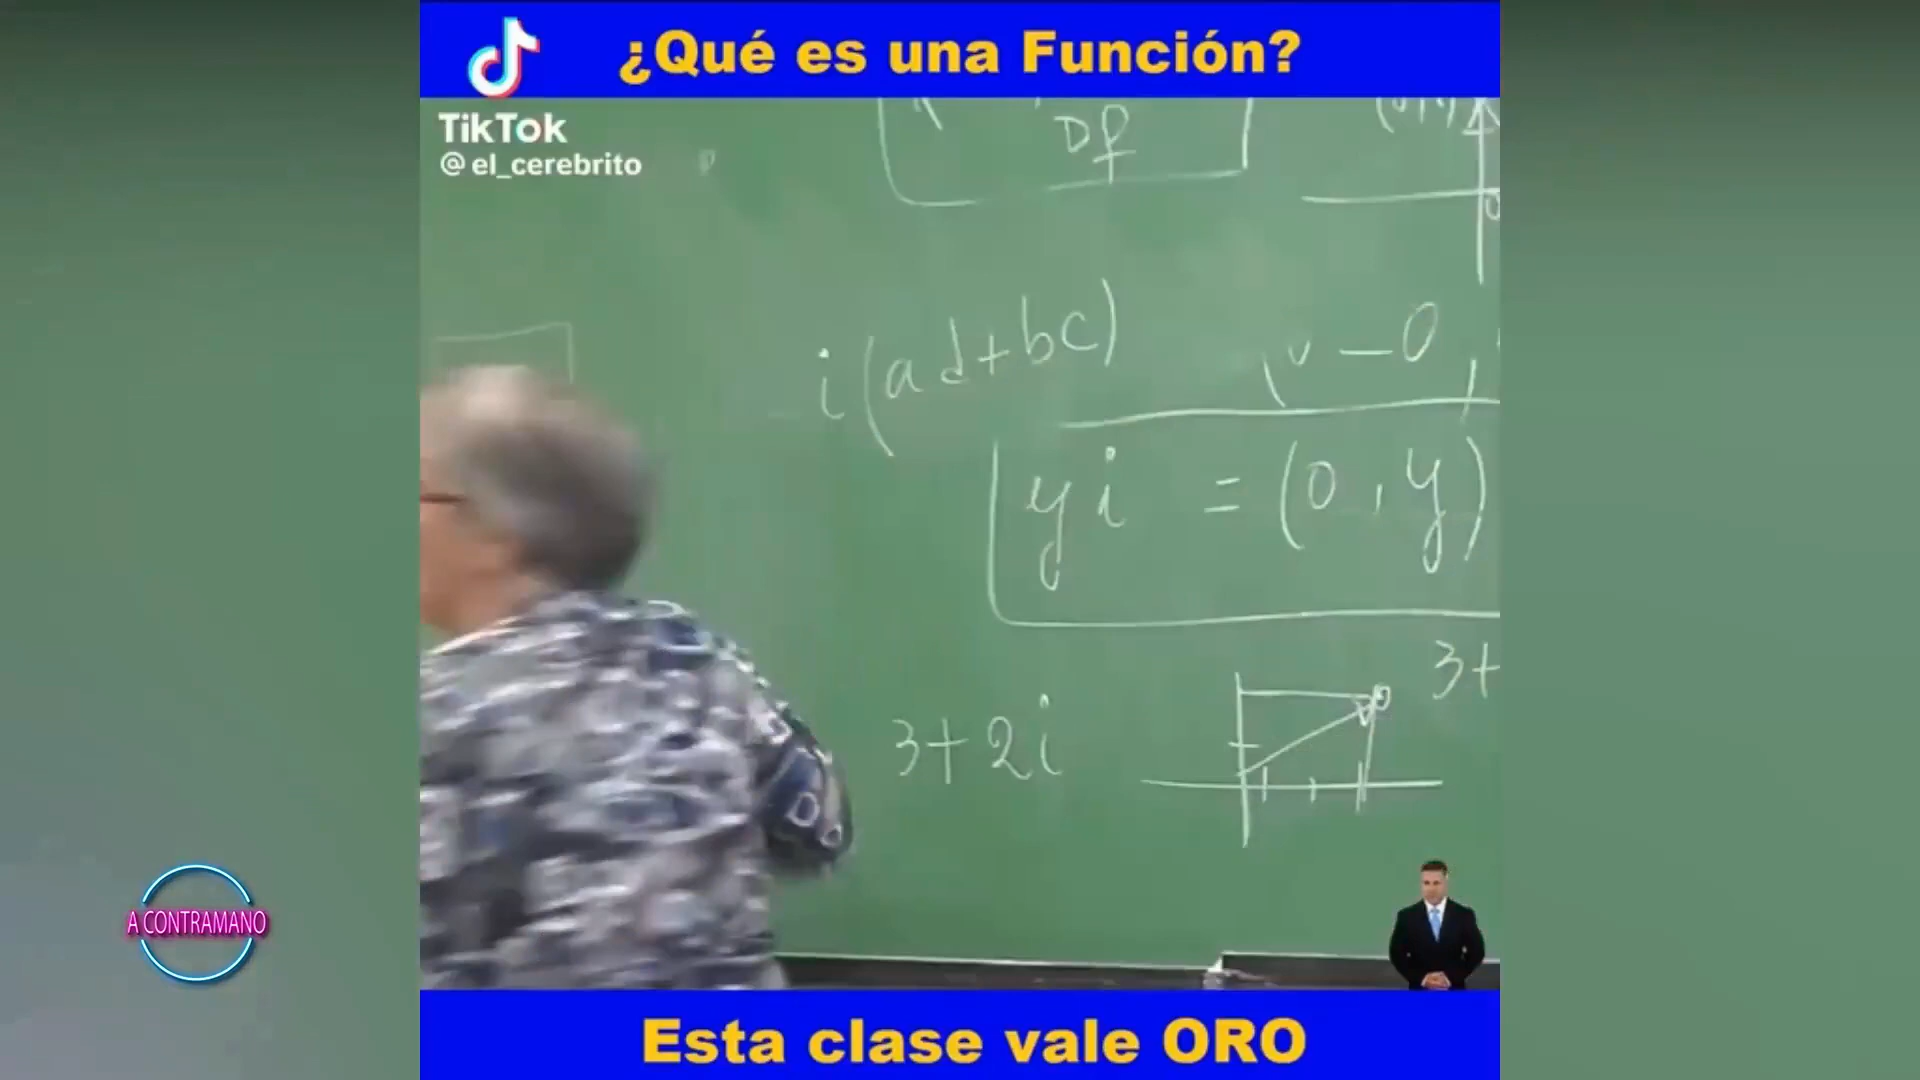 ¿Qué es una Función?
TikTok
@el_cerebrito
Df
i(ad+bc)
yi = (0, y)
3+
3+2i
A CONTRAMANO
Esta clase vale ORO